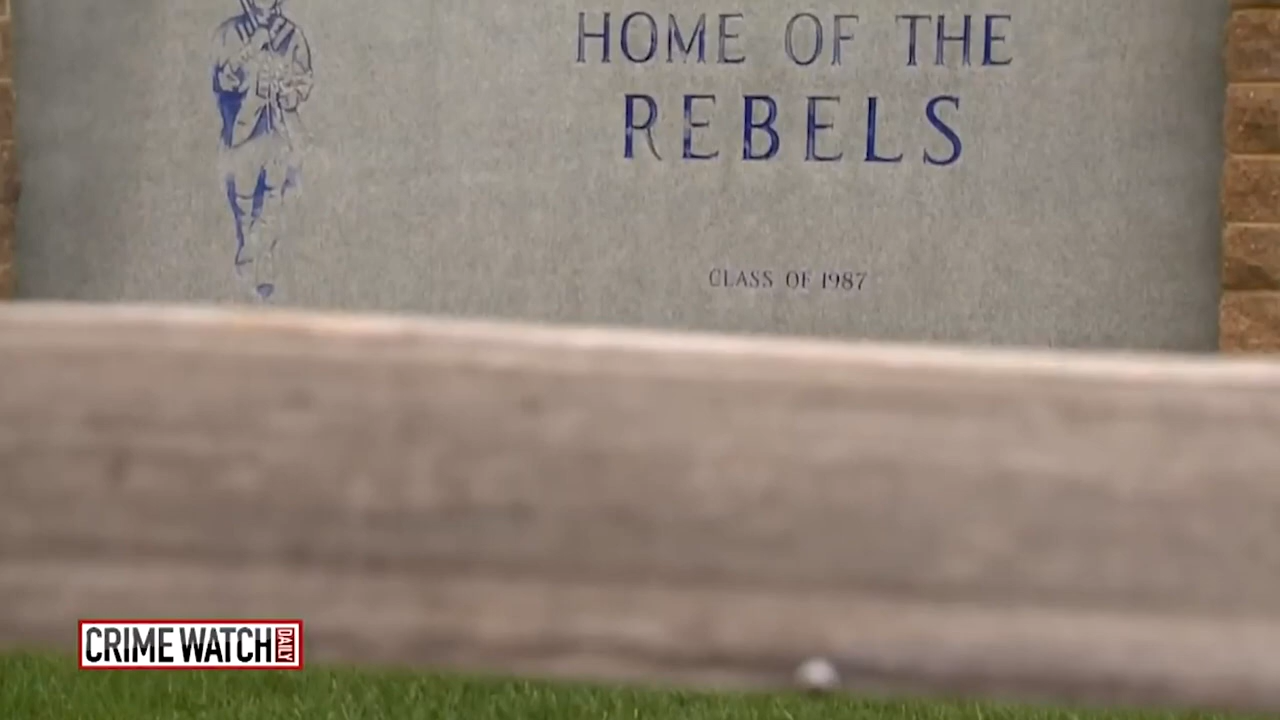 HOME OF THE
REBELS
CLASS OF 1987
CRIME WATCH DAILY